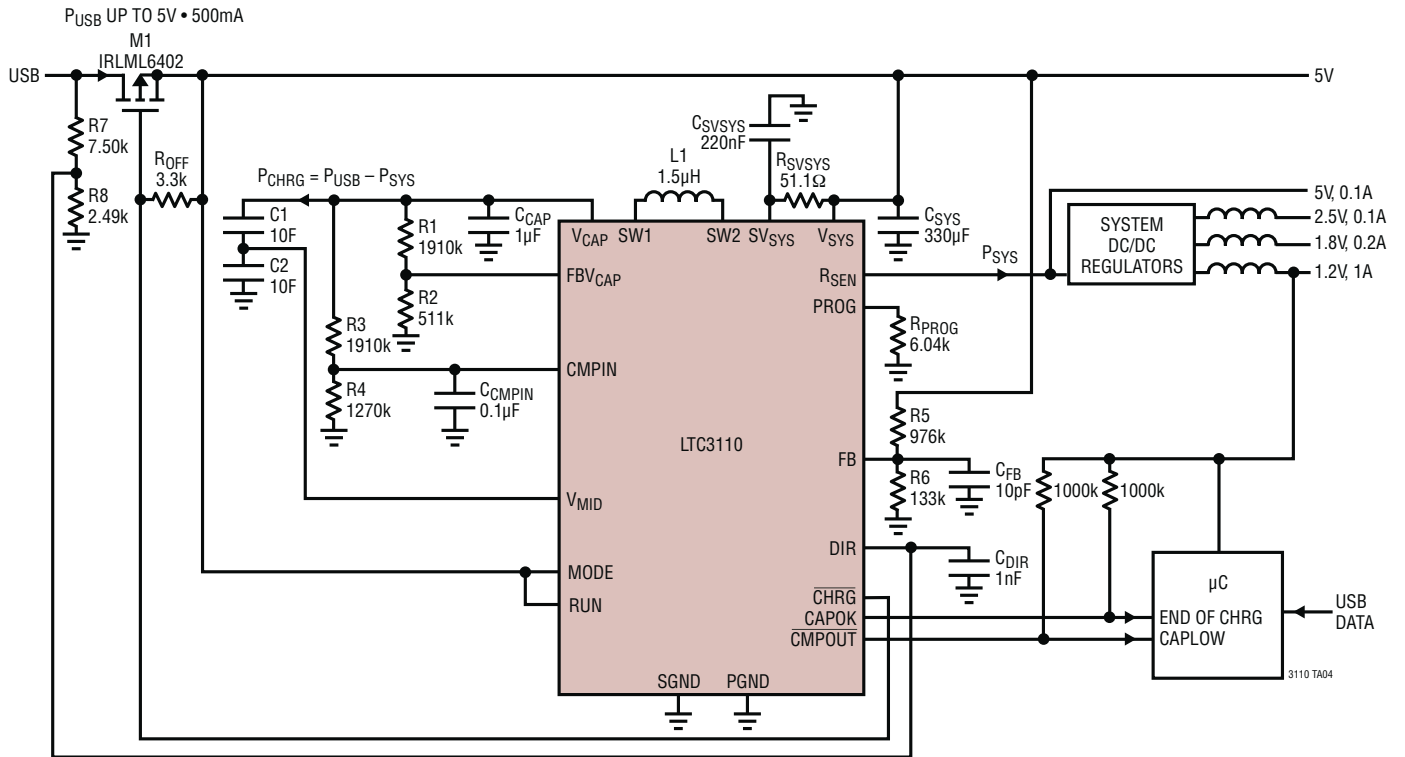 PUSB UP TO 5V • 500mA
M1
IRLML6402
USB
5V
R7
7.50k
R8
2.49k
ROFF
3.3k
PCHRG = PUSB – PSYS
C1
10F
C2
10F
R1
1910k
R2
511k
CCAP
1µF
R3
1910k
R4
1270k
CCMPIN
0.1µF
L1
1.5µH
CSVSYS
220nF
RSVSYS
51.1Ω
CSYS
330µF
VCAP
SW1
SW2
SVSYS
VSYS
FBVCAP
CMPIN
VMID
MODE
RUN
LTC3110
SGND
PGND
RSEN
PROG
FB
DIR
CHRG
CAPOK
CMPOUT
PSYS
SYSTEM
DC/DC
REGULATORS
5V, 0.1A
2.5V, 0.1A
1.8V, 0.2A
1.2V, 1A
RPROG
6.04k
R5
976k
R6
133k
CFB
10pF
1000k
1000k
CDIR
1nF
µC
END OF CHRG
CAPLOW
USB
DATA
3110 TA04